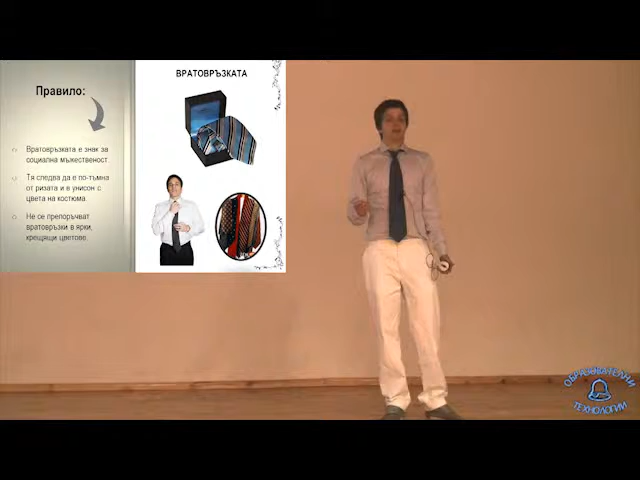 Правило:
Вратовръзката е знак за
социална мъжественост.
Тя следва да е по-тъмна
от ризата и в унисон с
цвета на костюма.
Не се препоръчват
вратовръзки в ярки,
крещящи цветове.
ВРАТОВРЪЗКАТА
ОБРАЗОВАТЕЛНИ
ТЕХНОЛОГИИ